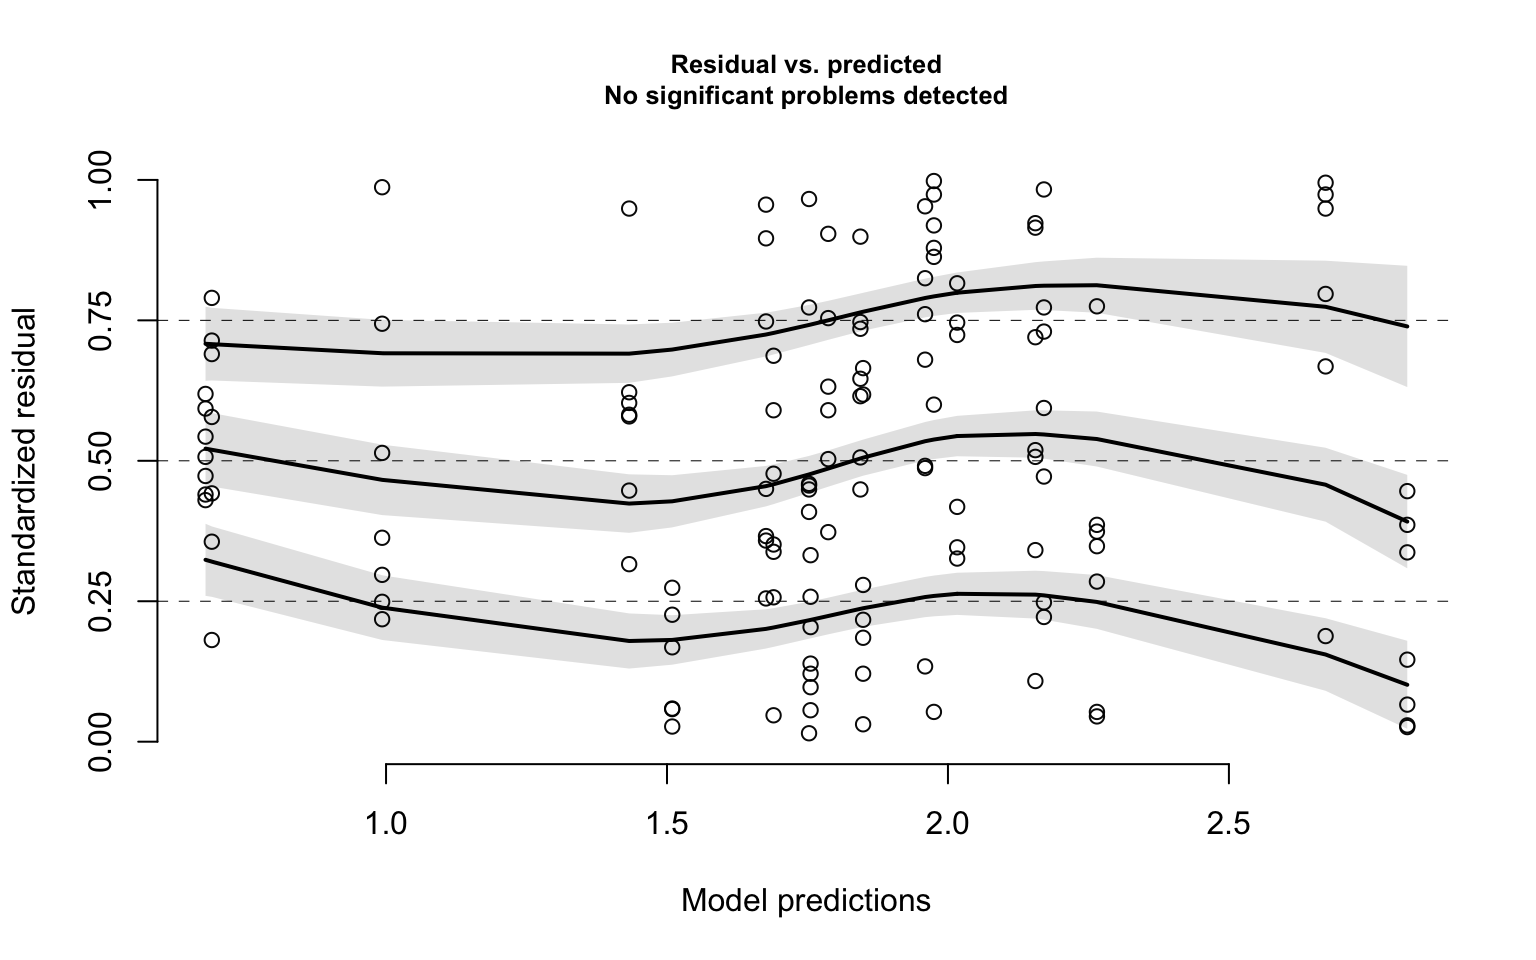 Residual vs. predicted
No significant problems detected
Standardized residual
1.00
0.75
0.50
0.25
0.00
1.0
1.5
2.0
2.5
Model predictions